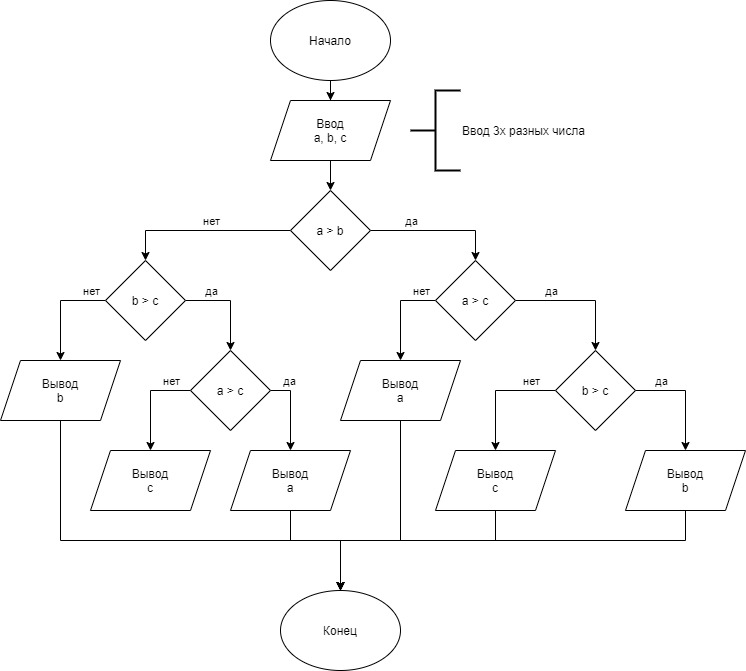 Начало
Ввод
a, b, c
Ввод 3х разных числа
a > b
нет
да
b > c
нет
да
a > c
нет
да
Вывод
b
a > c
нет
да
Вывод
a
b > c
нет
да
Вывод
c
Вывод
a
Вывод
c
Вывод
b
Конец